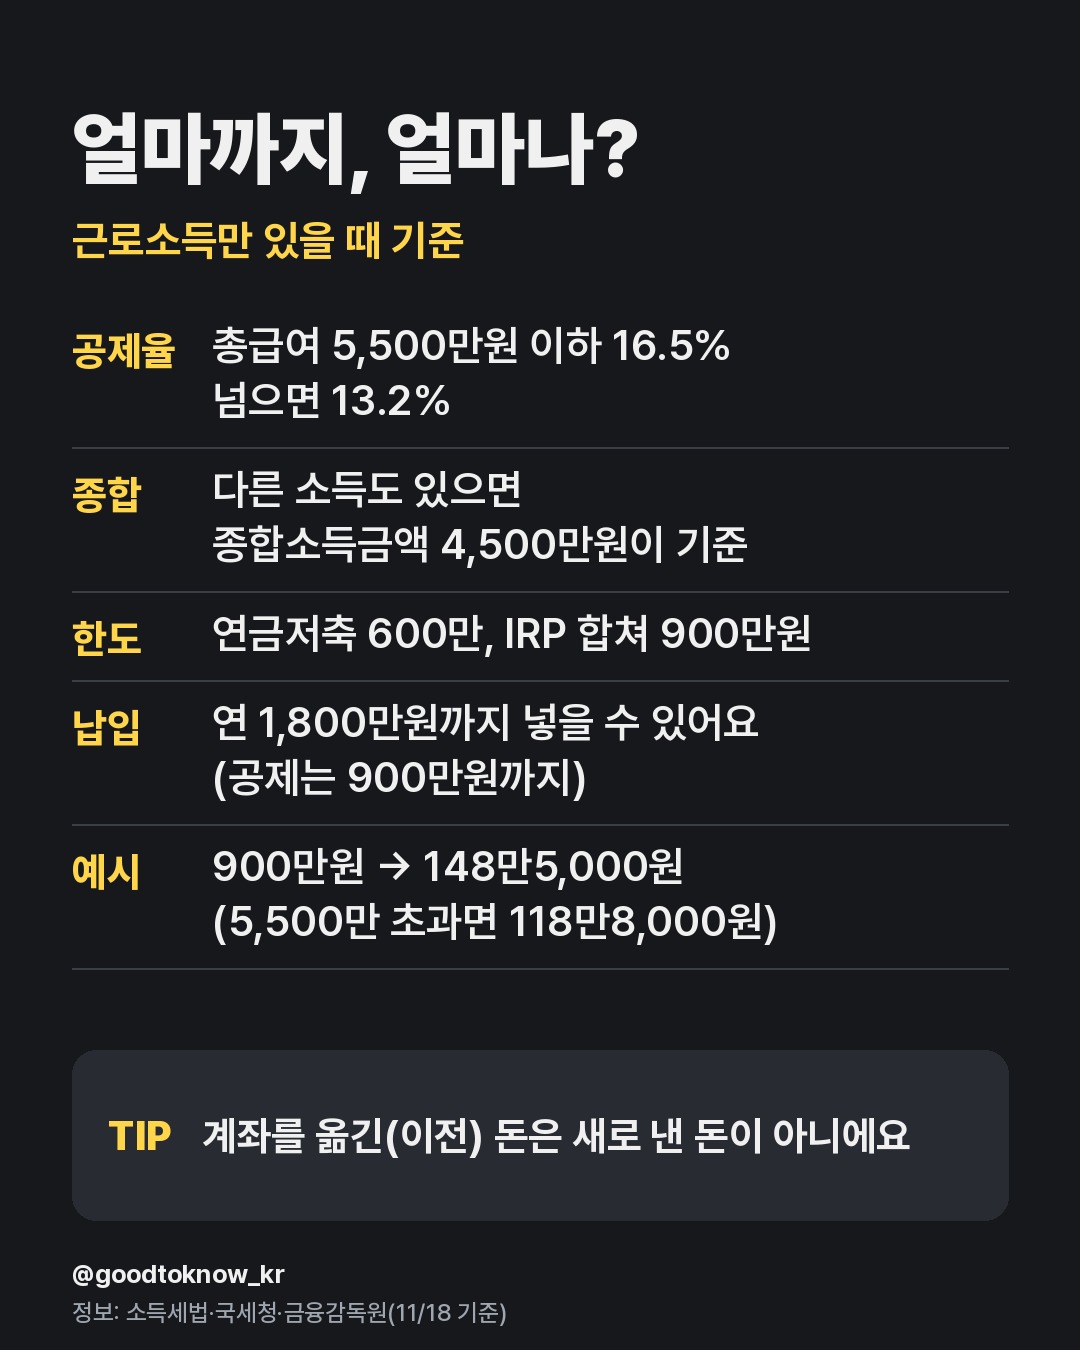 얼마까지, 얼마나?
근로소득만 있을 때 기준
공제율 총급여 5,500만원 이하 16.5%
넘으면 13.2%
종합 다른 소득도 있으면
종합소득금액 4,500만원이 기준
한도 연금저축 600만, IRP 합쳐 900만원
납입 연 1,800만원까지 넣을 수 있어요
(공제는 900만원까지)
예시 900만원 → 148만5,000원
(5,500만 초과면 118만8,000원)
TIP 계좌를 옮긴(이전) 돈은 새로 낸 돈이 아니에요
@goodtoknow_kr
정보: 소득세법·국세청·금융감독원(11/18 기준)